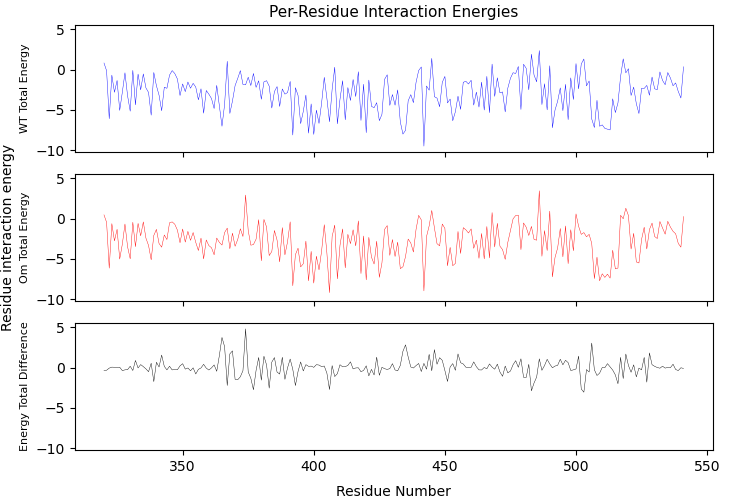 Per-Residue Interaction Energies
5
0
−5
−10
WT Total Energy
5
0
−5
−10
Om Total Energy
Residue interaction energy
5
0
−5
−10
Energy Total Difference
350 400 450 500 550
Residue Number